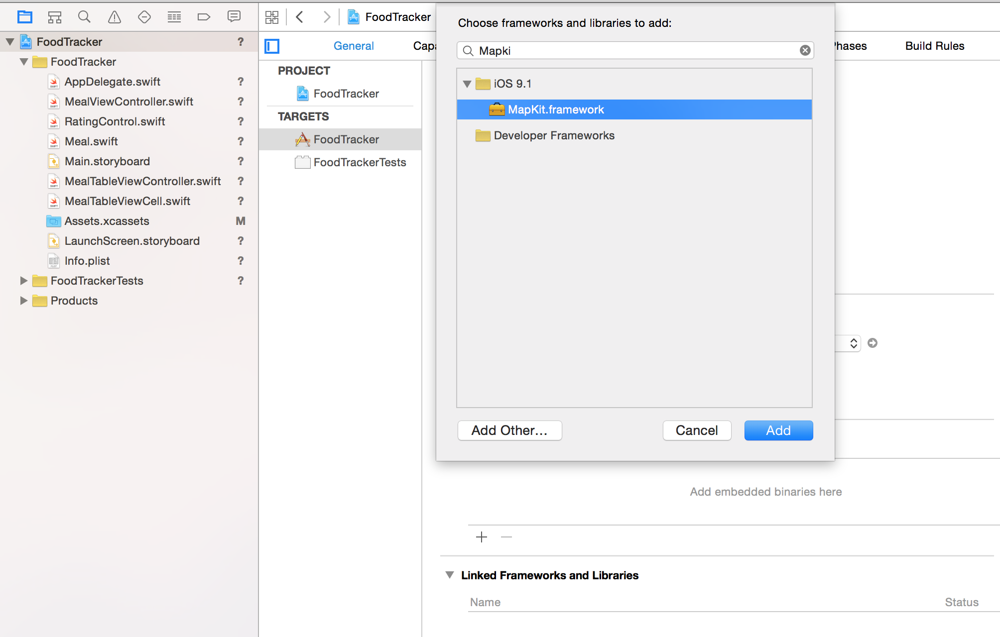 FoodTracker ?
FoodTracker
AppDelegate.swift ?
MealViewController.swift ?
RatingControl.swift ?
Meal.swift ?
Main.storyboard ?
MealTableViewController.swift ?
MealTableViewCell.swift ?
Assets.xcassets M
LaunchScreen.storyboard ?
Info.plist ?
FoodTrackerTests ?
Products
FoodTracker
General Capa Phases Build Rules
PROJECT
FoodTracker
TARGETS
FoodTracker
FoodTrackerTests
Choose frameworks and libraries to add:
Mapki
iOS 9.1
MapKit.framework
Developer Frameworks
Add Other... Cancel Add
Add embedded binaries here
Linked Frameworks and Libraries
Name Status